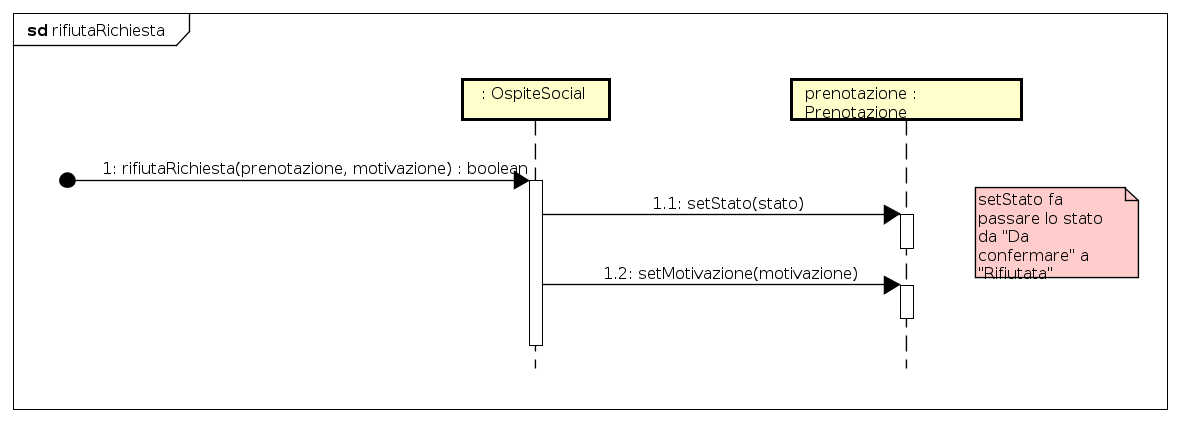 sd rifiutaRichiesta
: OspiteSocial
prenotazione :
Prenotazione
1: rifiutaRichiesta(prenotazione, motivazione) : boolean
1.1: setStato(stato)
setStato fa
passare lo stato
da "Da
confermare" a
"Rifiutata"
1.2: setMotivazione(motivazione)